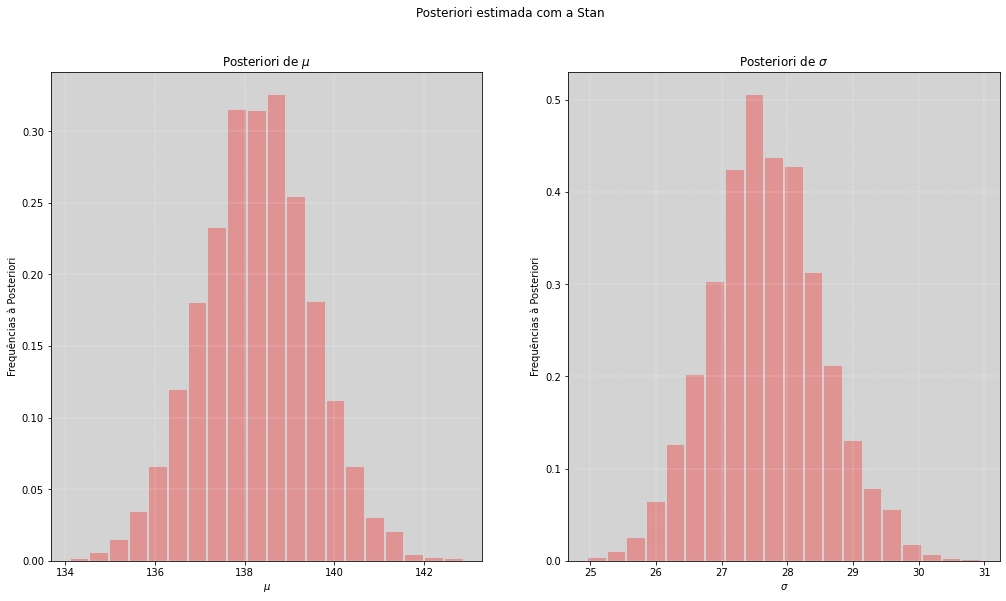 Posteriori estimada com a Stan
Posteriori de μ
Frequências à Posteriori
0.30
0.25
0.20
0.15
0.10
0.05
0.00
134 136 138 140 142
μ
Posteriori de σ
Frequências à Posteriori
0.5
0.4
0.3
0.2
0.1
0.0
25 26 27 28 29 30 31
σ